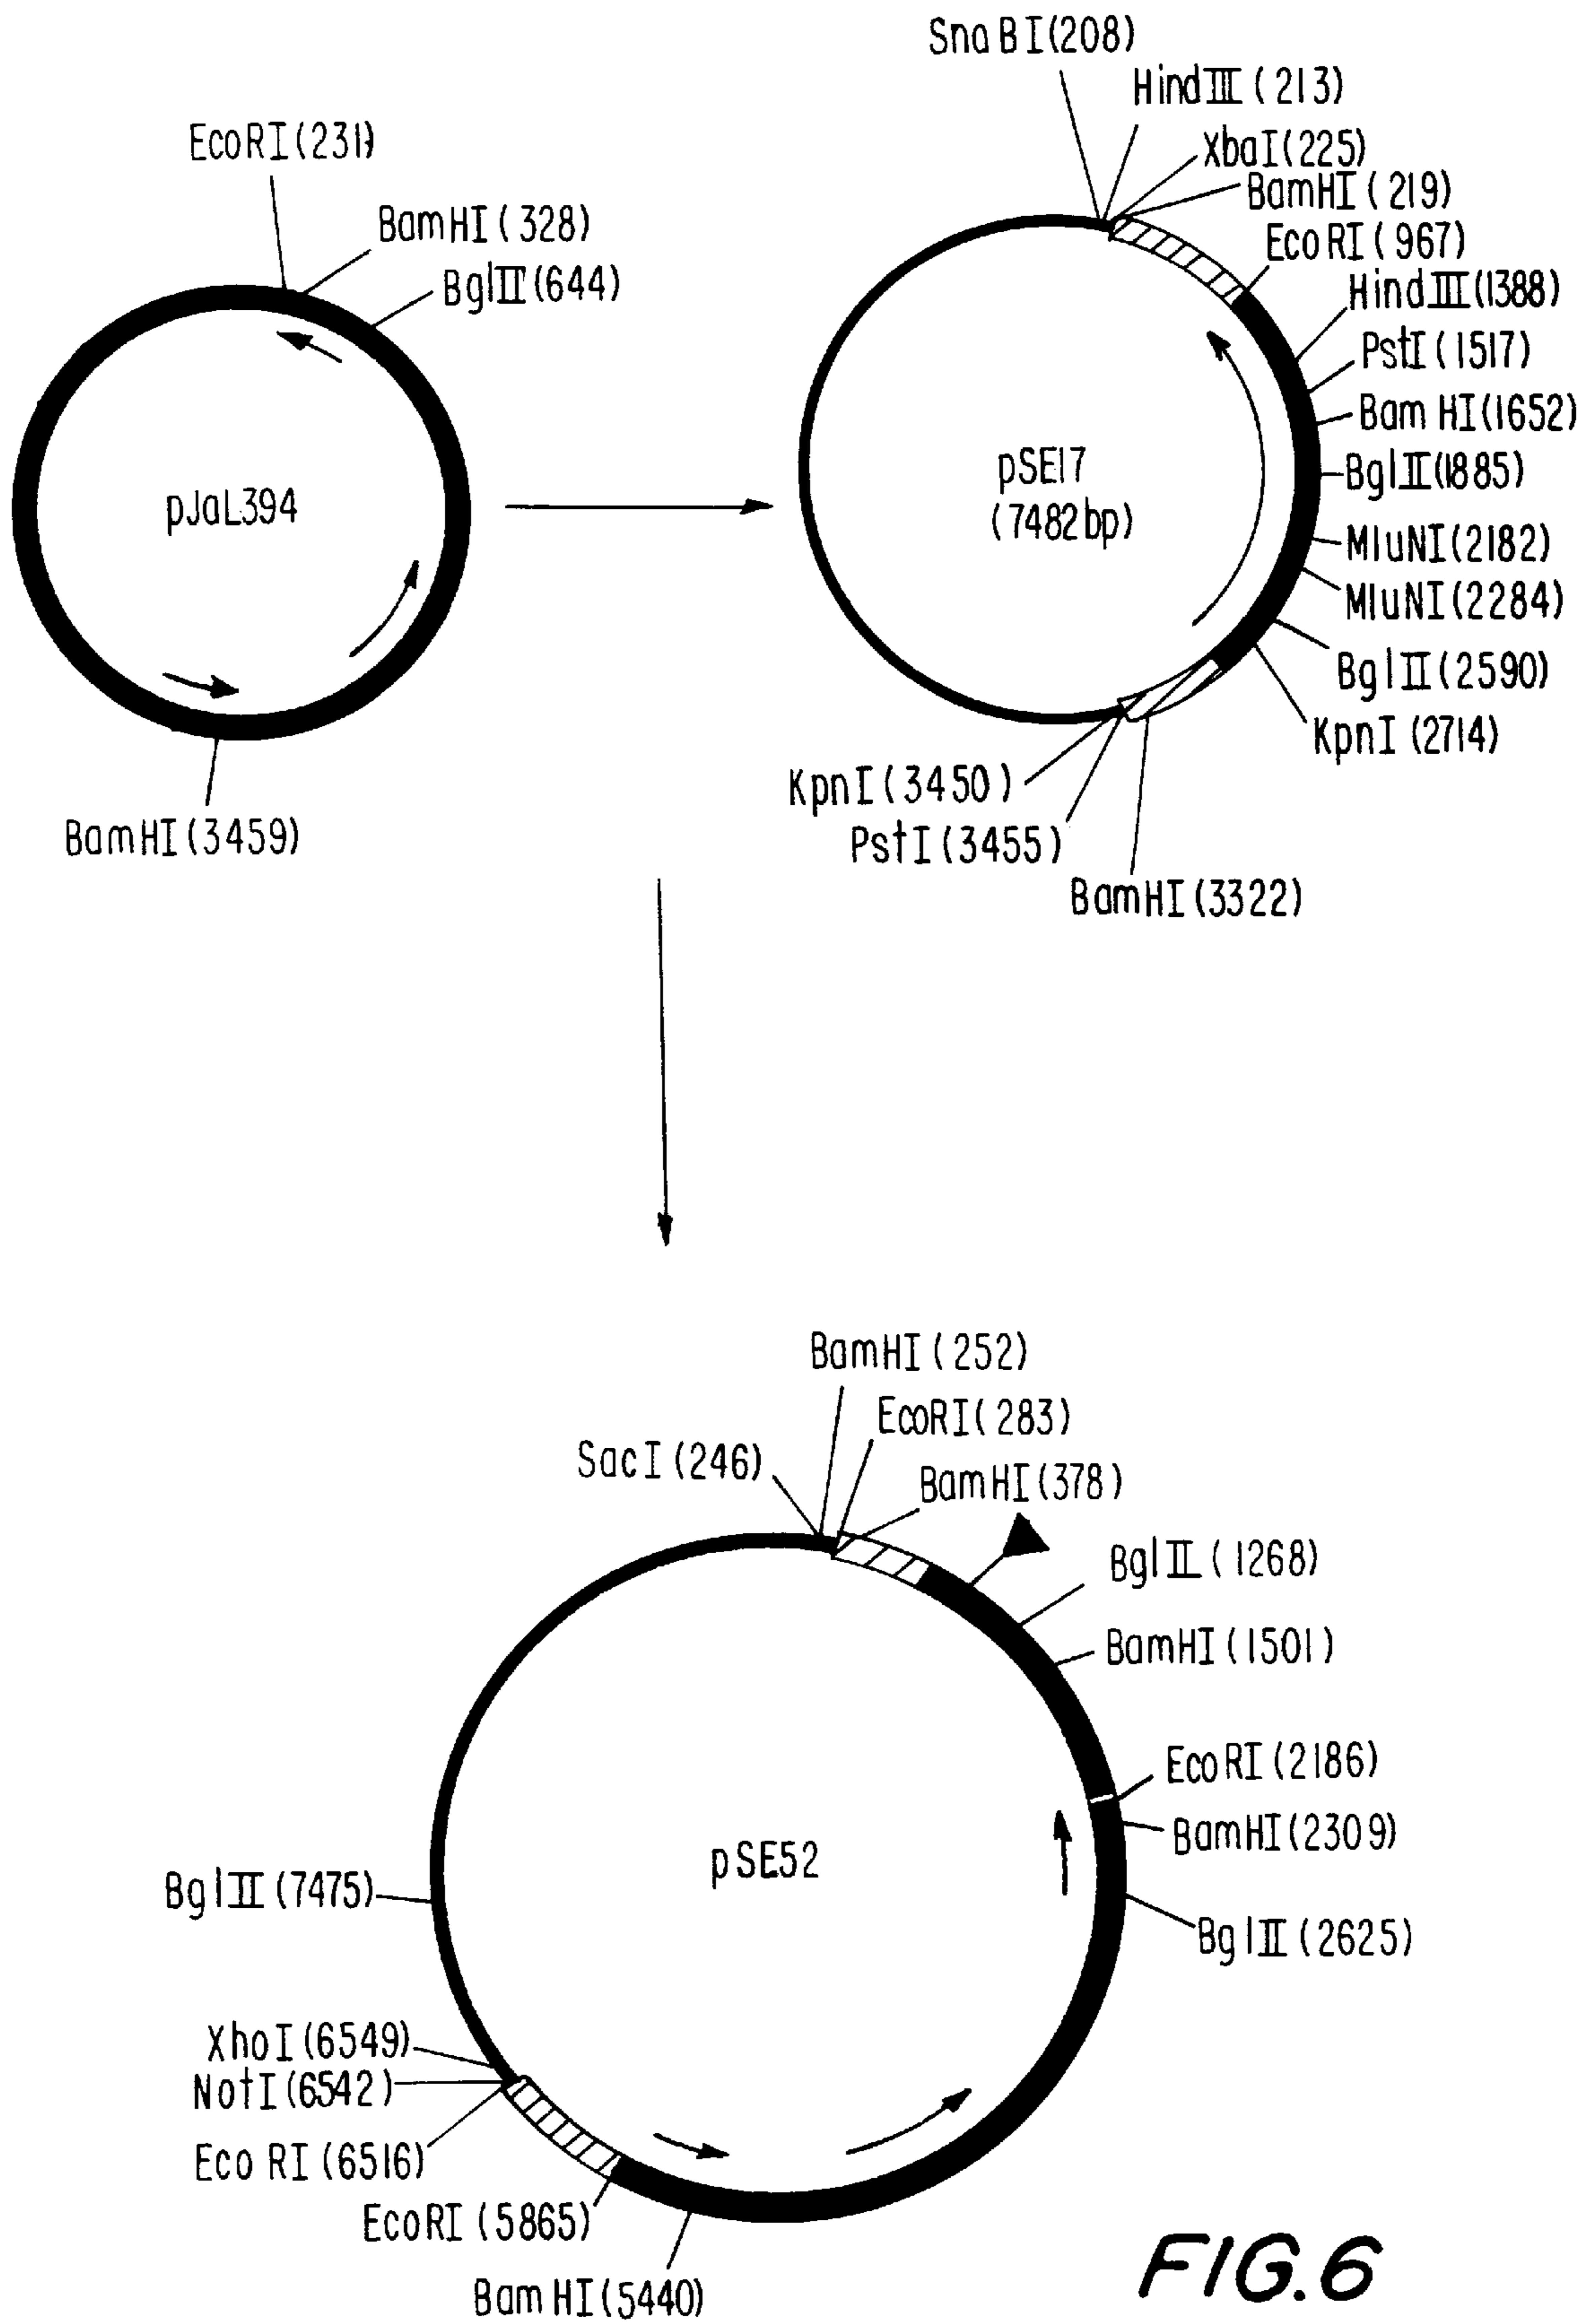 EcoRI(231)
BamHI(328)
BglII(644)
pJaL394
BamHI(3459)
SnaBI(208)
HindIII(213)
XbaI(225)
BamHI(219)
EcoRI(967)
HindIII(1388)
PstI(1517)
BamHI(1652)
BglII(1885)
MluNI(2182)
MluNI(2284)
BglII(2590)
KpnI(2714)
pSE17
(7482bp)
KpnI(3450)
PstI(3455)
BamHI(3322)
BamHI(252)
EcoRI(283)
SacI(246)
BamHI(378)
BglII(1268)
BamHI(1501)
EcoRI(2186)
BamHI(2309)
BglII(2625)
pSE52
BglII(7475)
XhoI(6549)
NotI(6542)
EcoRI(6516)
EcoRI(5865)
BamHI(5440)
FIG.6